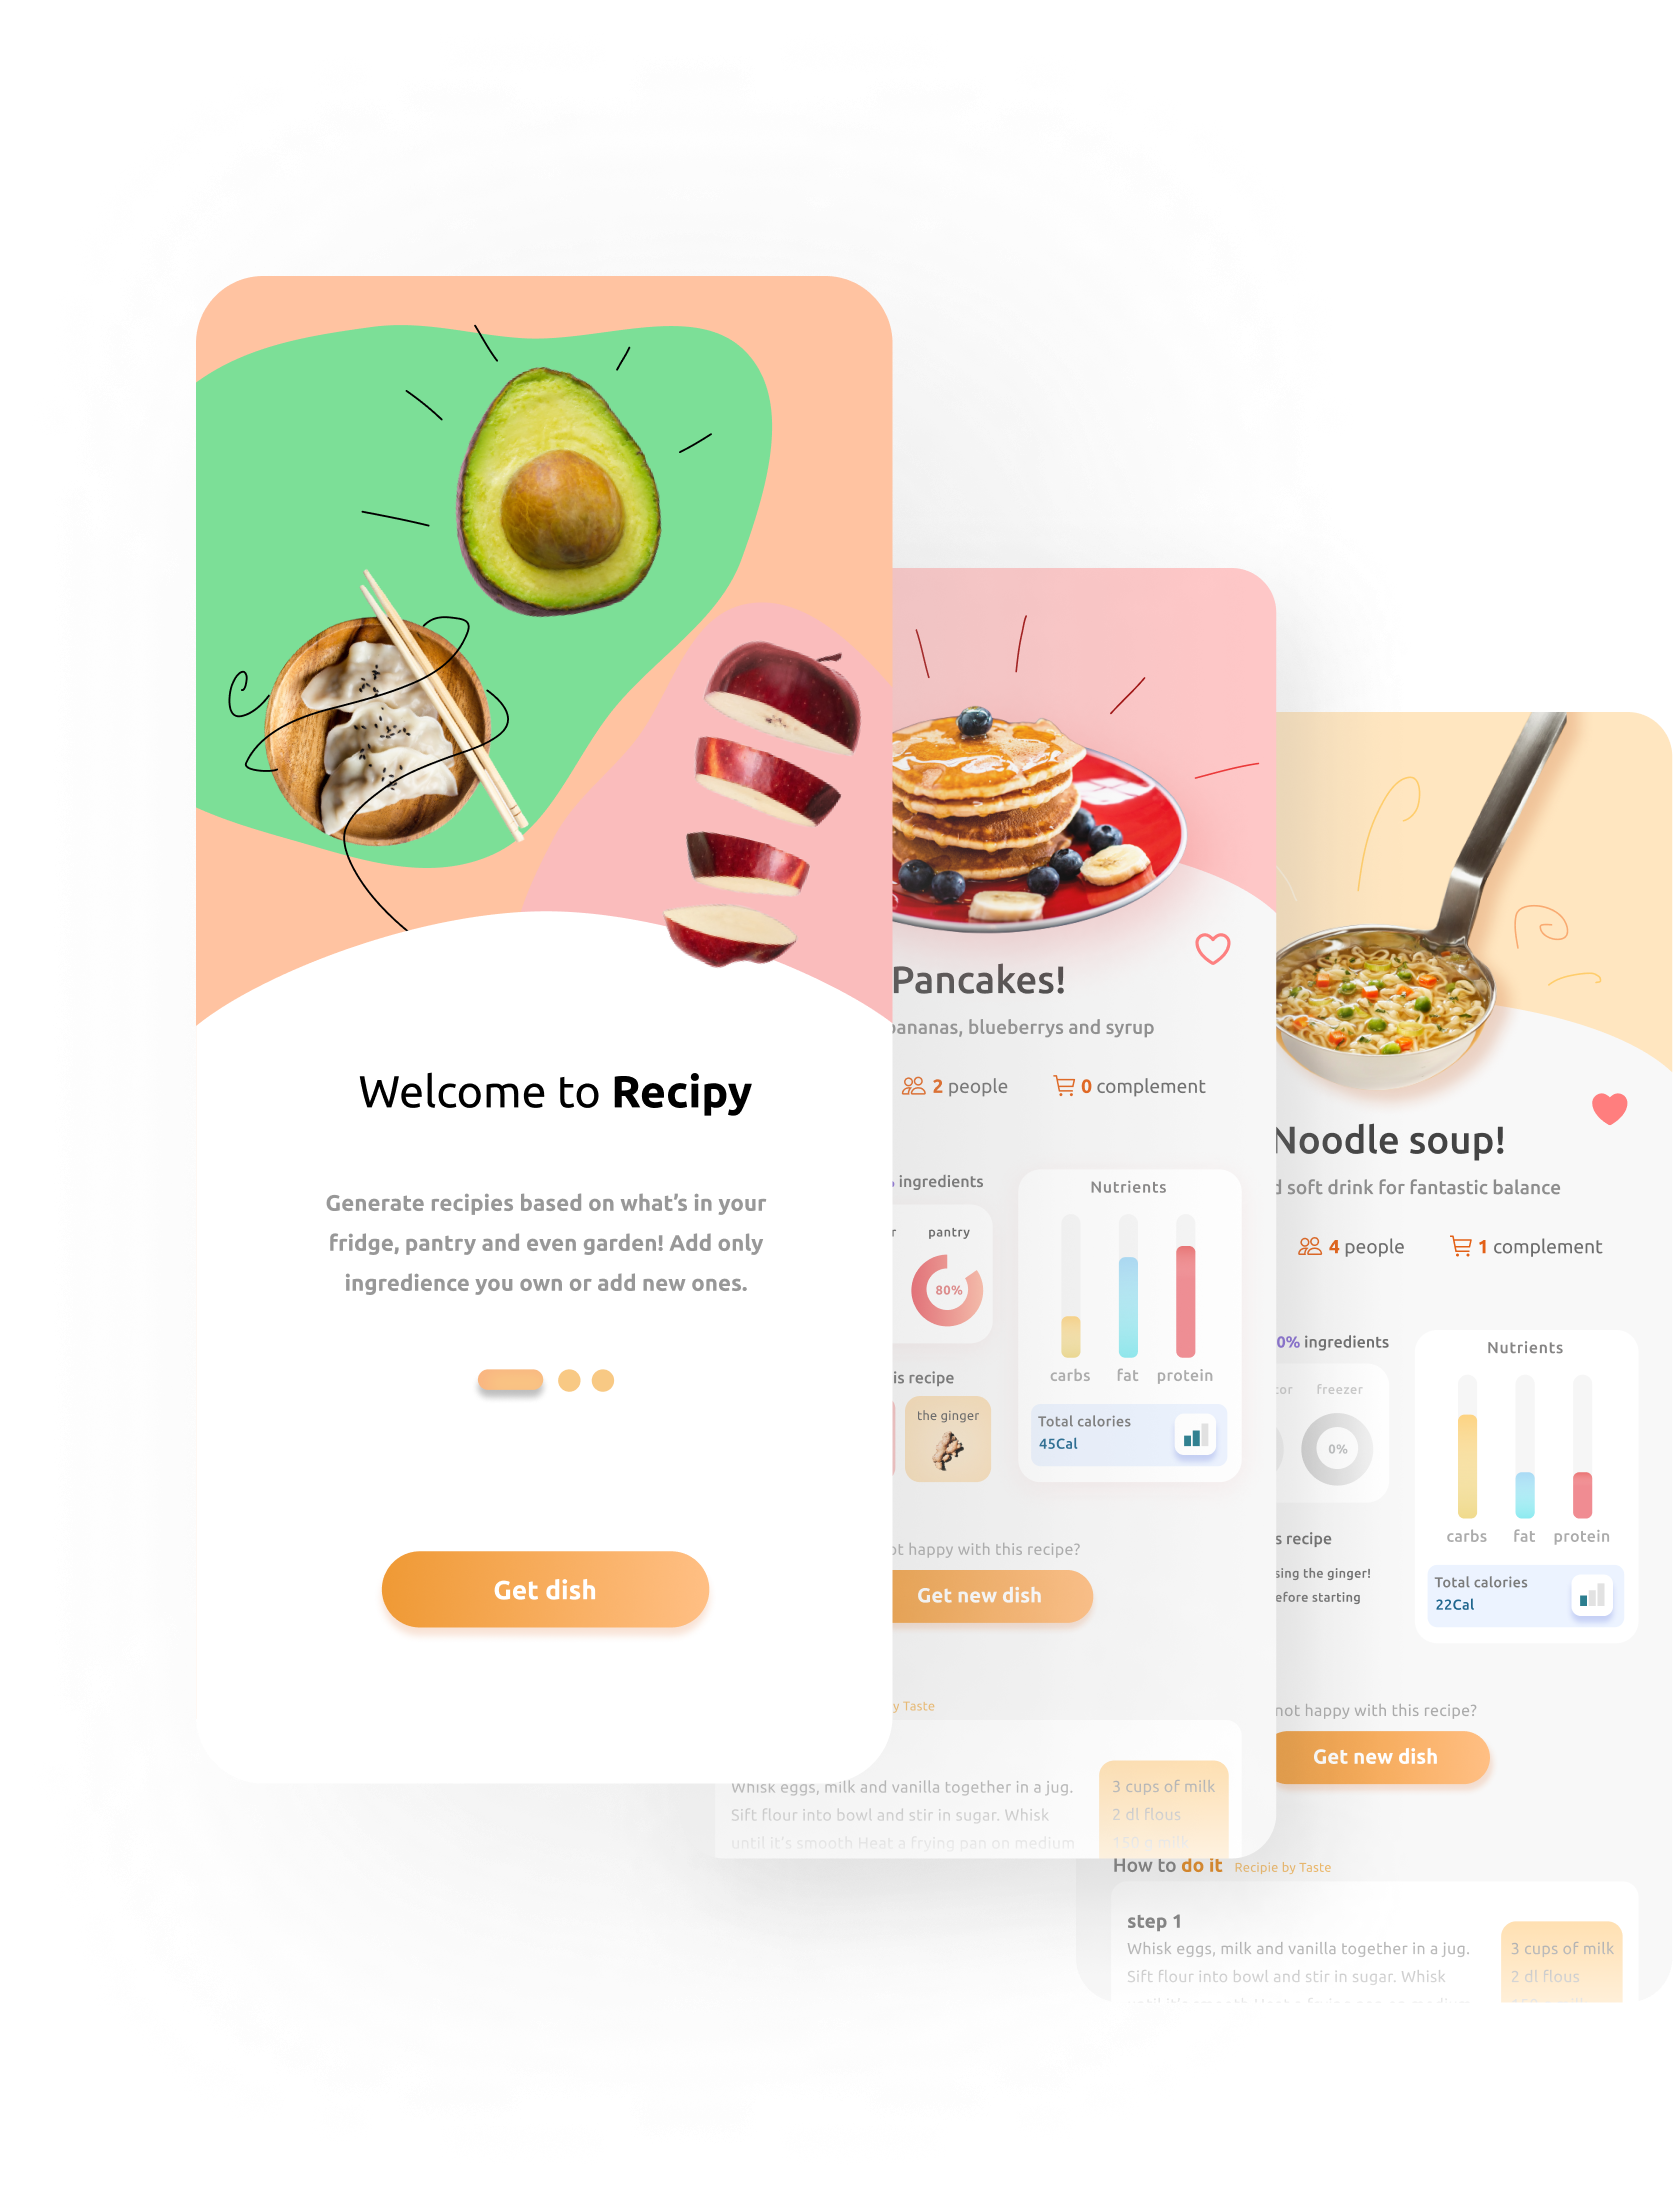 Welcome to Recipy
Generate recipies based on what's in your
fridge, pantry and even garden! Add only
ingredience you own or add new ones.
Get dish
Pancakes!
bananas, blueberrys and syrup
2 people
0 complement
ingredients
pantry
80%
Nutrients
carbs fat protein
Total calories
45Cal
is recipe
the ginger
not happy with this recipe?
Get new dish
y Taste
Whisk eggs, milk and vanilla together in a jug.
Sift flour into bowl and stir in sugar. Whisk
until it's smooth Heat a frying pan on medium
3 cups of milk
2 dl flous
150 g milk
Noodle soup!
d soft drink for fantastic balance
4 people
1 complement
0% ingredients
freezer
0%
Nutrients
carbs fat protein
Total calories
22Cal
s recipe
sing the ginger!
efore starting
not happy with this recipe?
Get new dish
How to do it
Recipie by Taste
step 1
Whisk eggs, milk and vanilla together in a jug.
Sift flour into bowl and stir in sugar. Whisk
3 cups of milk
2 dl flous